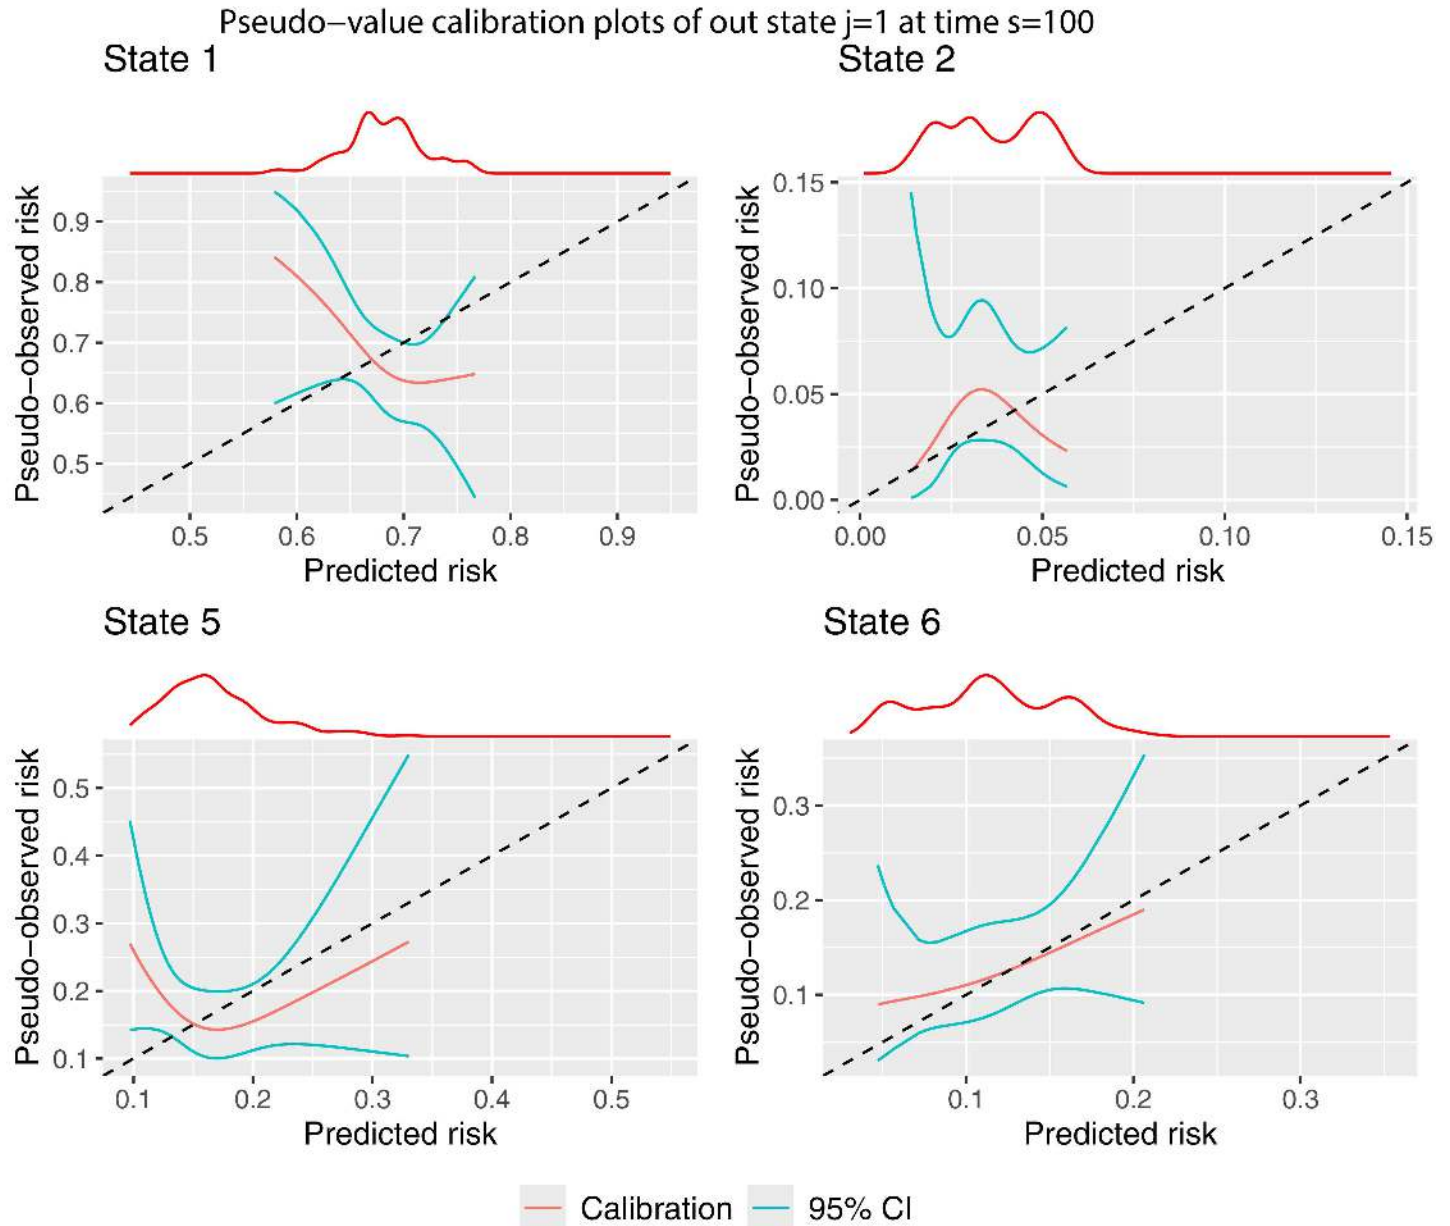 Pseudo−value calibration plots of out state j=1 at time s=100
State 1
State 2
Pseudo−observed risk
0.9
0.8
0.7
0.6
0.5
0.5 0.6 0.7 0.8 0.9
Predicted risk
Pseudo−observed risk
0.15
0.10
0.05
0.00
0.00 0.05 0.10 0.15
Predicted risk
State 5
State 6
Pseudo−observed risk
0.5
0.4
0.3
0.2
0.1
0.1 0.2 0.3 0.4 0.5
Predicted risk
Pseudo−observed risk
0.3
0.2
0.1
0.1 0.2 0.3
Predicted risk
Calibration 95% CI